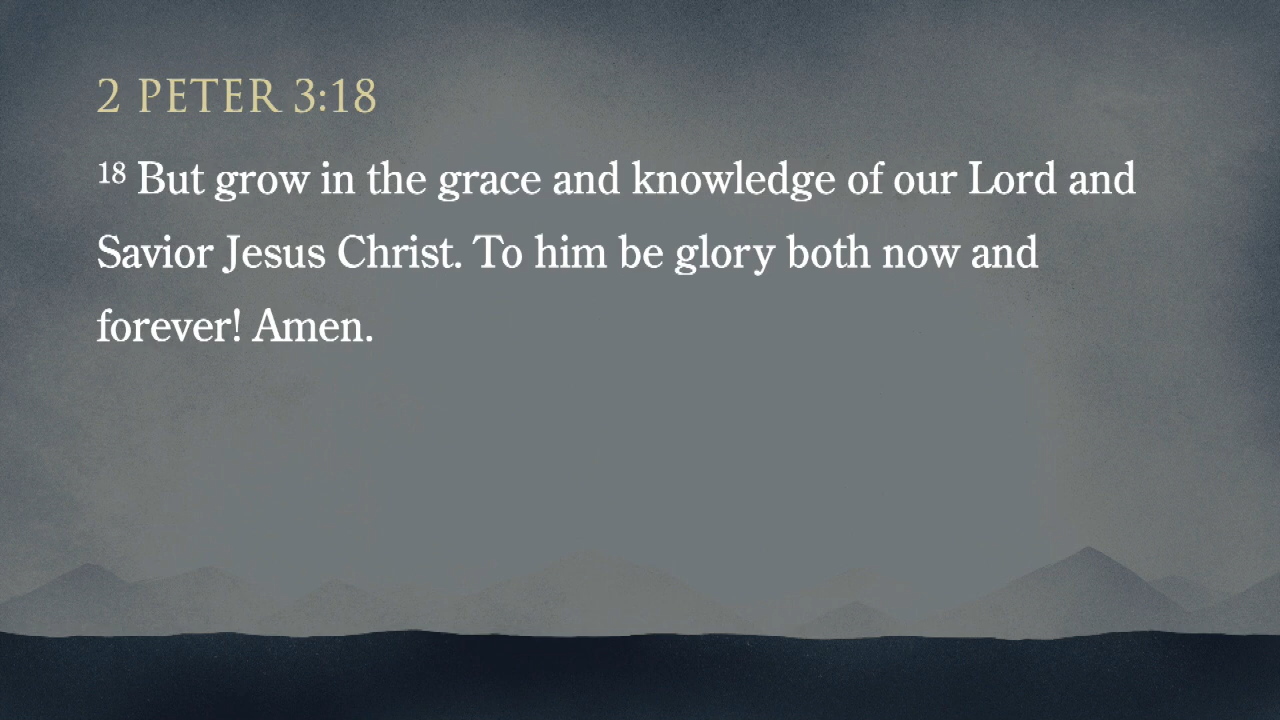 2 PETER 3:18
18 But grow in the grace and knowledge of our Lord and
Savior Jesus Christ. To him be glory both now and
forever! Amen.